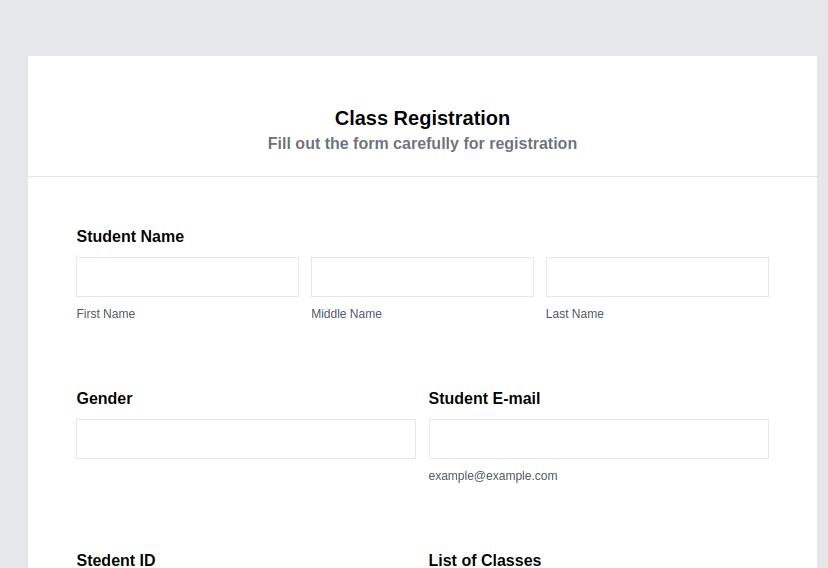 Class Registration
Fill out the form carefully for registration
Student Name
First Name
Middle Name
Last Name
Gender
Student E-mail
example@example.com
Stedent ID
List of Classes